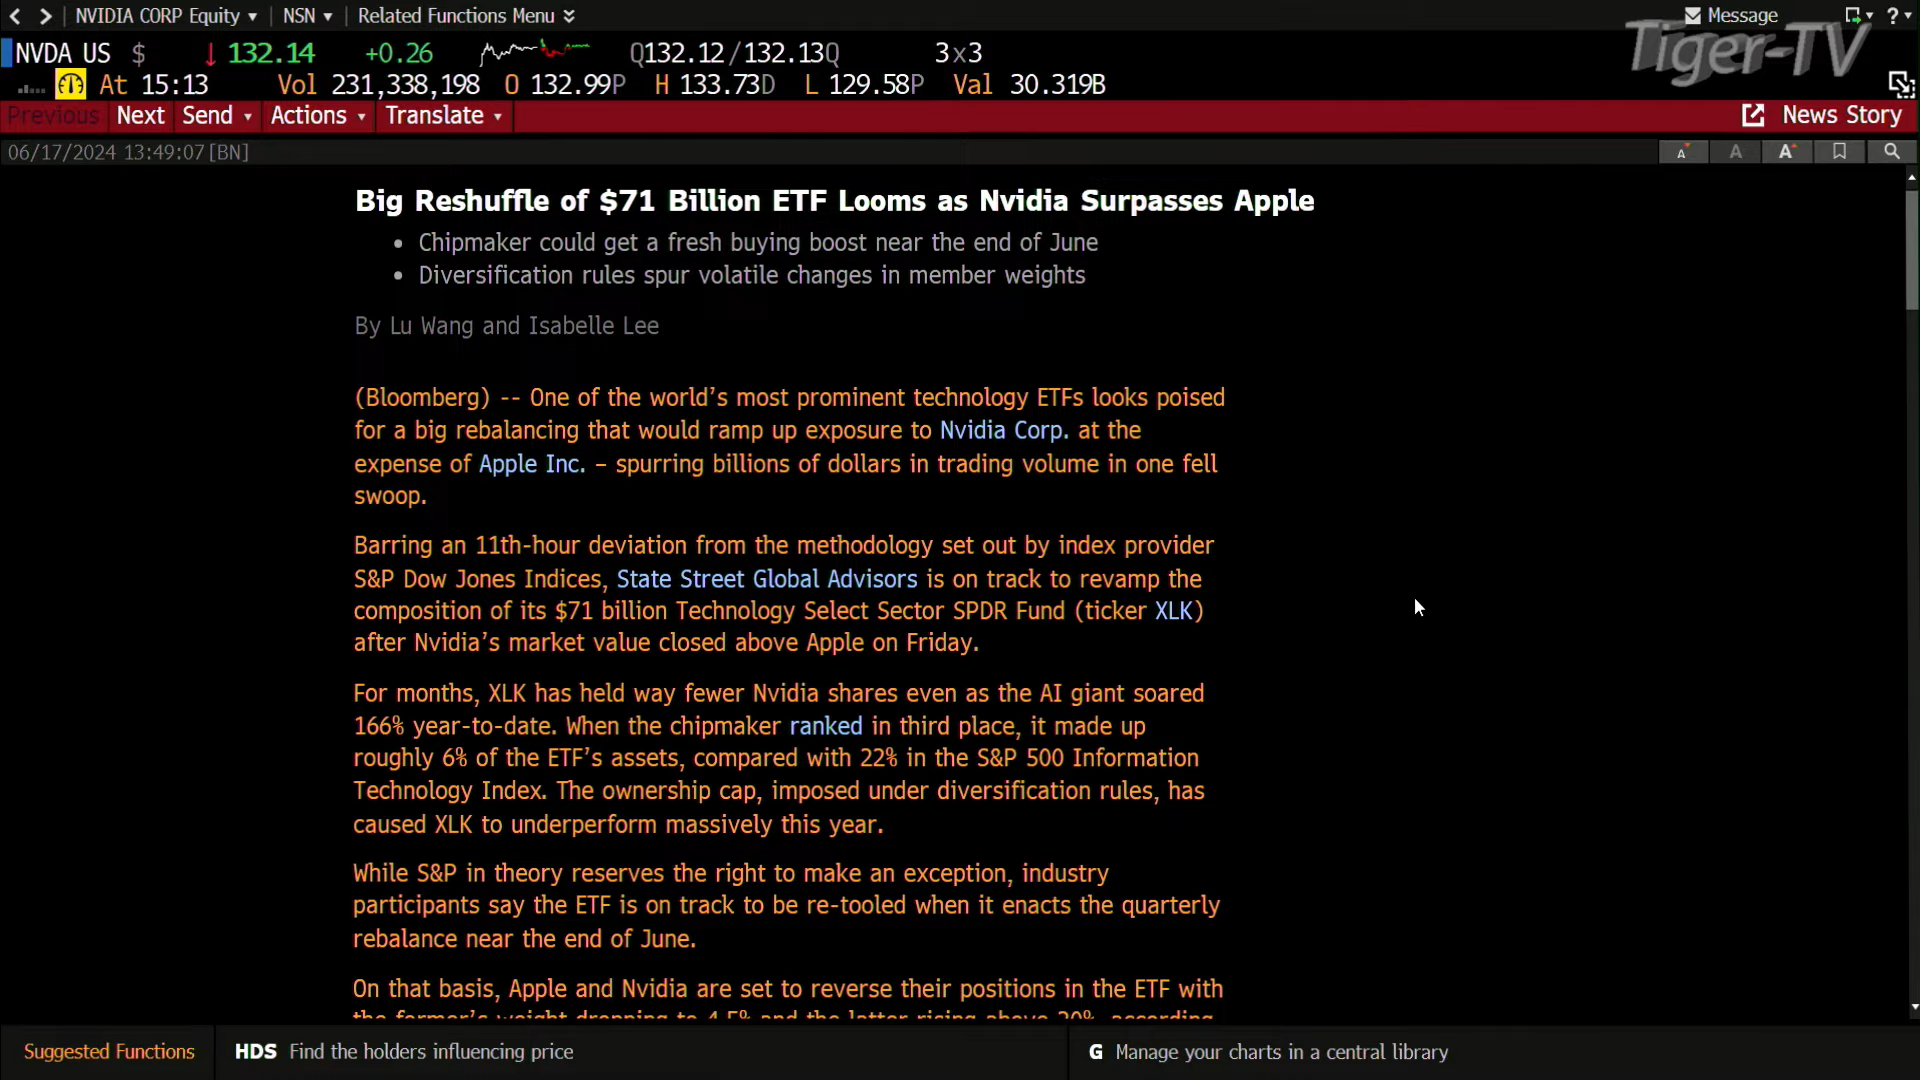 NVIDIA CORP Equity NSN Related Functions Menu Message ?
Tiger-TV
NVDA US $ ↓ 132.14 +0.26 Q132.12/132.13Q 3x3
At 15:13 Vol 231,338,198 O 132.99P H 133.73D L 129.58P Val 30.319B
Previous Next Send Actions Translate News Story
06/17/2024 13:49:07[BN] A A A
Big Reshuffle of $71 Billion ETF Looms as Nvidia Surpasses Apple
• Chipmaker could get a fresh buying boost near the end of June
• Diversification rules spur volatile changes in member weights
By Lu Wang and Isabelle Lee
(Bloomberg) -- One of the world's most prominent technology ETFs looks poised
for a big rebalancing that would ramp up exposure to Nvidia Corp. at the
expense of Apple Inc. – spurring billions of dollars in trading volume in one fell
swoop.
Barring an 11th-hour deviation from the methodology set out by index provider
S&P Dow Jones Indices, State Street Global Advisors is on track to revamp the
composition of its $71 billion Technology Select Sector SPDR Fund (ticker XLK)
after Nvidia's market value closed above Apple on Friday.
For months, XLK has held way fewer Nvidia shares even as the AI giant soared
166% year-to-date. When the chipmaker ranked in third place, it made up
roughly 6% of the ETF's assets, compared with 22% in the S&P 500 Information
Technology Index. The ownership cap, imposed under diversification rules, has
caused XLK to underperform massively this year.
While S&P in theory reserves the right to make an exception, industry
participants say the ETF is on track to be re-tooled when it enacts the quarterly
rebalance near the end of June.
On that basis, Apple and Nvidia are set to reverse their positions in the ETF with
the former's weight dropping to 4.5% and the latter rising above 20%, according
Suggested Functions HDS Find the holders influencing price G Manage your charts in a central library